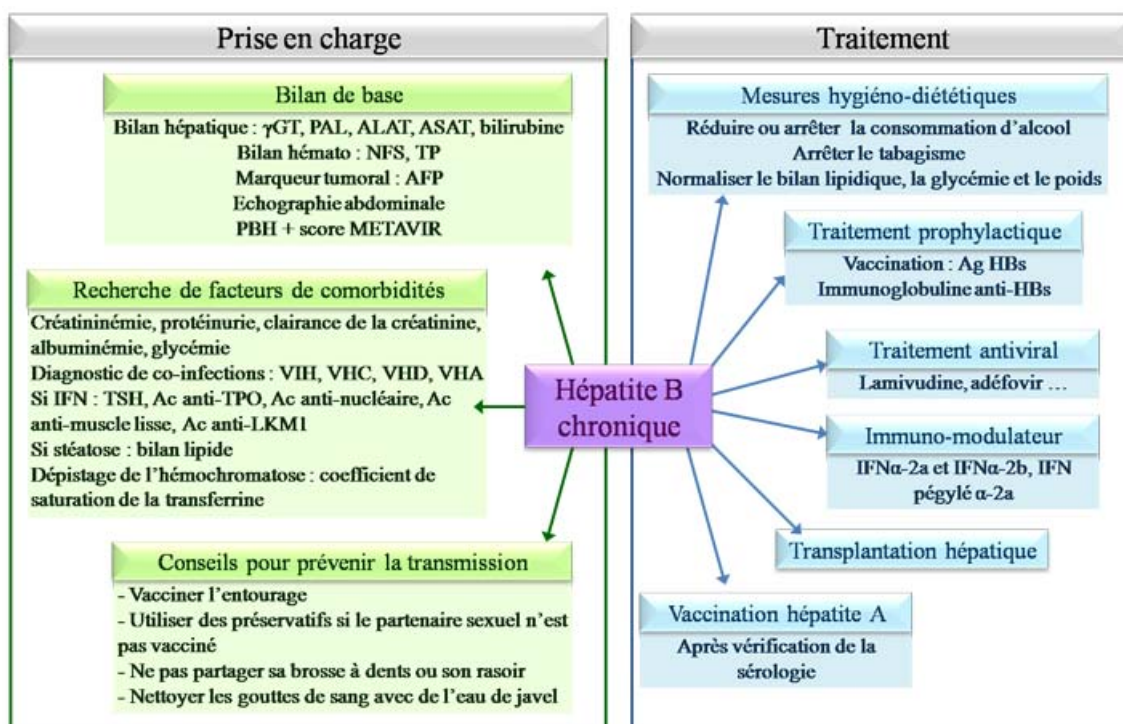 Prise en charge
Bilan de base
Bilan hépatique : γGT, PAL, ALAT, ASAT, bilirubine
Bilan hémato : NFS, TP
Marqueur tumoral : AFP
Echographie abdominale
PBH + score METAVIR
Recherche de facteurs de comorbidités
Créatininémie, protéinurie, clairance de la créatinine,
albuminémie, glycémie
Diagnostic de co-infections : VIH, VHC, VHD, VHA
Si IFN : TSH, Ac anti-TPO, Ac anti-nucléaire, Ac
anti-muscle lisse, Ac anti-LKM1
Si stéatose : bilan lipide
Dépistage de l’hémochromatose : coefficient de
saturation de la transferrine
Conseils pour prévenir la transmission
- Vacciner l’entourage
- Utiliser des préservatifs si le partenaire sexuel n’est
pas vacciné
- Ne pas partager sa brosse à dents ou son rasoir
- Nettoyer les gouttes de sang avec de l’eau de javel
Hépatite B
chronique
Traitement
Mesures hygiéno-diététiques
Réduire ou arrêter la consommation d’alcool
Arrêter le tabagisme
Normaliser le bilan lipidique, la glycémie et le poids
Traitement prophylactique
Vaccination : Ag HBs
Immunoglobuline anti-HBs
Traitement antiviral
Lamivudine, adéfovir ...
Immuno-modulateur
IFNα-2a et IFNα-2b, IFN
pégylé α-2a
Transplantation hépatique
Vaccination hépatite A
Après vérification de la
sérologie